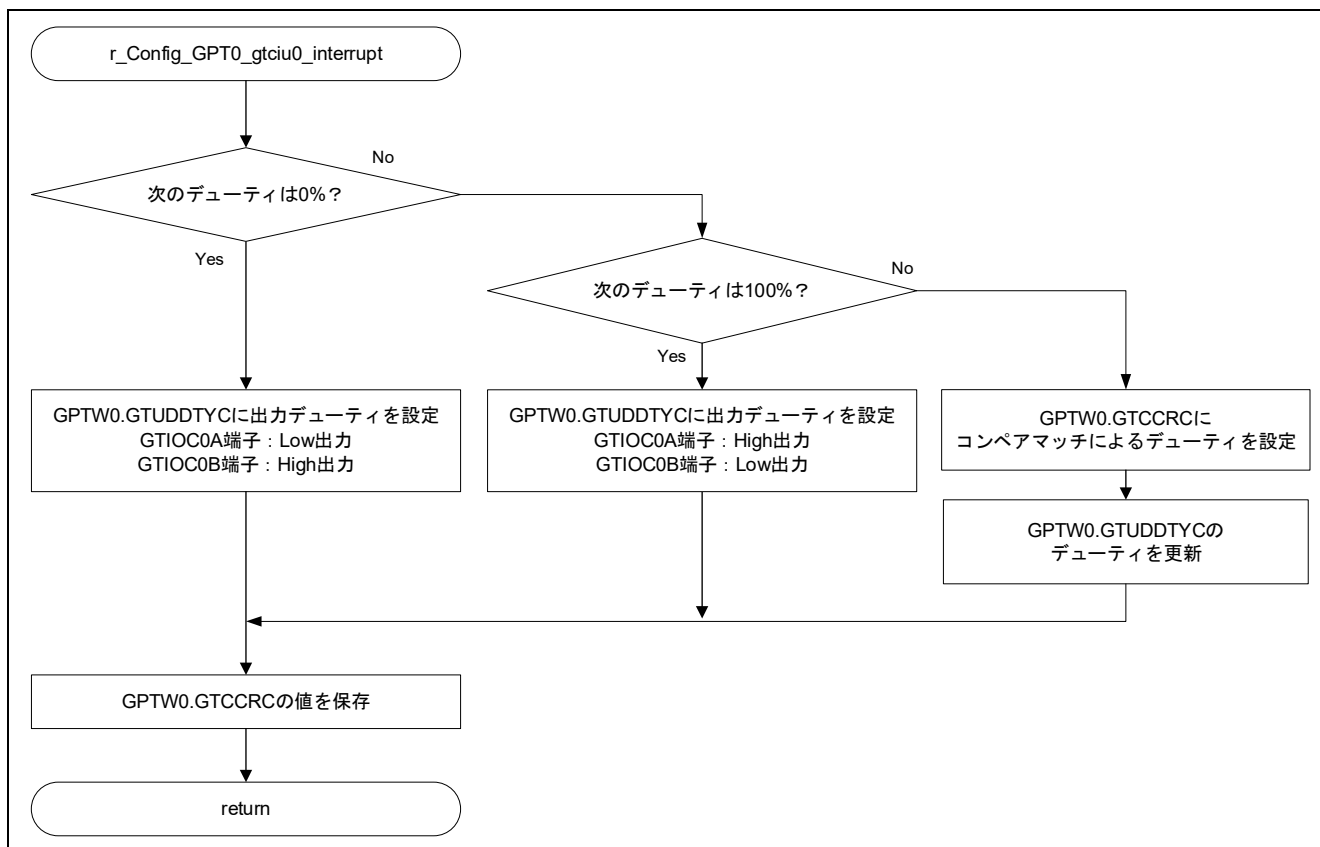 r_Config_GPT0_gtciu0_interrupt
No
次のデューティは0%?
Yes
No
次のデューティは100%?
Yes
GPTW0.GTUDDTYCに出力デューティを設定
GTIOC0A端子:Low出力
GTIOC0B端子:High出力
GPTW0.GTUDDTYCに出力デューティを設定
GTIOC0A端子:High出力
GTIOC0B端子:Low出力
GPTW0.GTCCRCに
コンペアマッチによるデューティを設定
GPTW0.GTUDDTYCの
デューティを更新
GPTW0.GTCCRCの値を保存
return